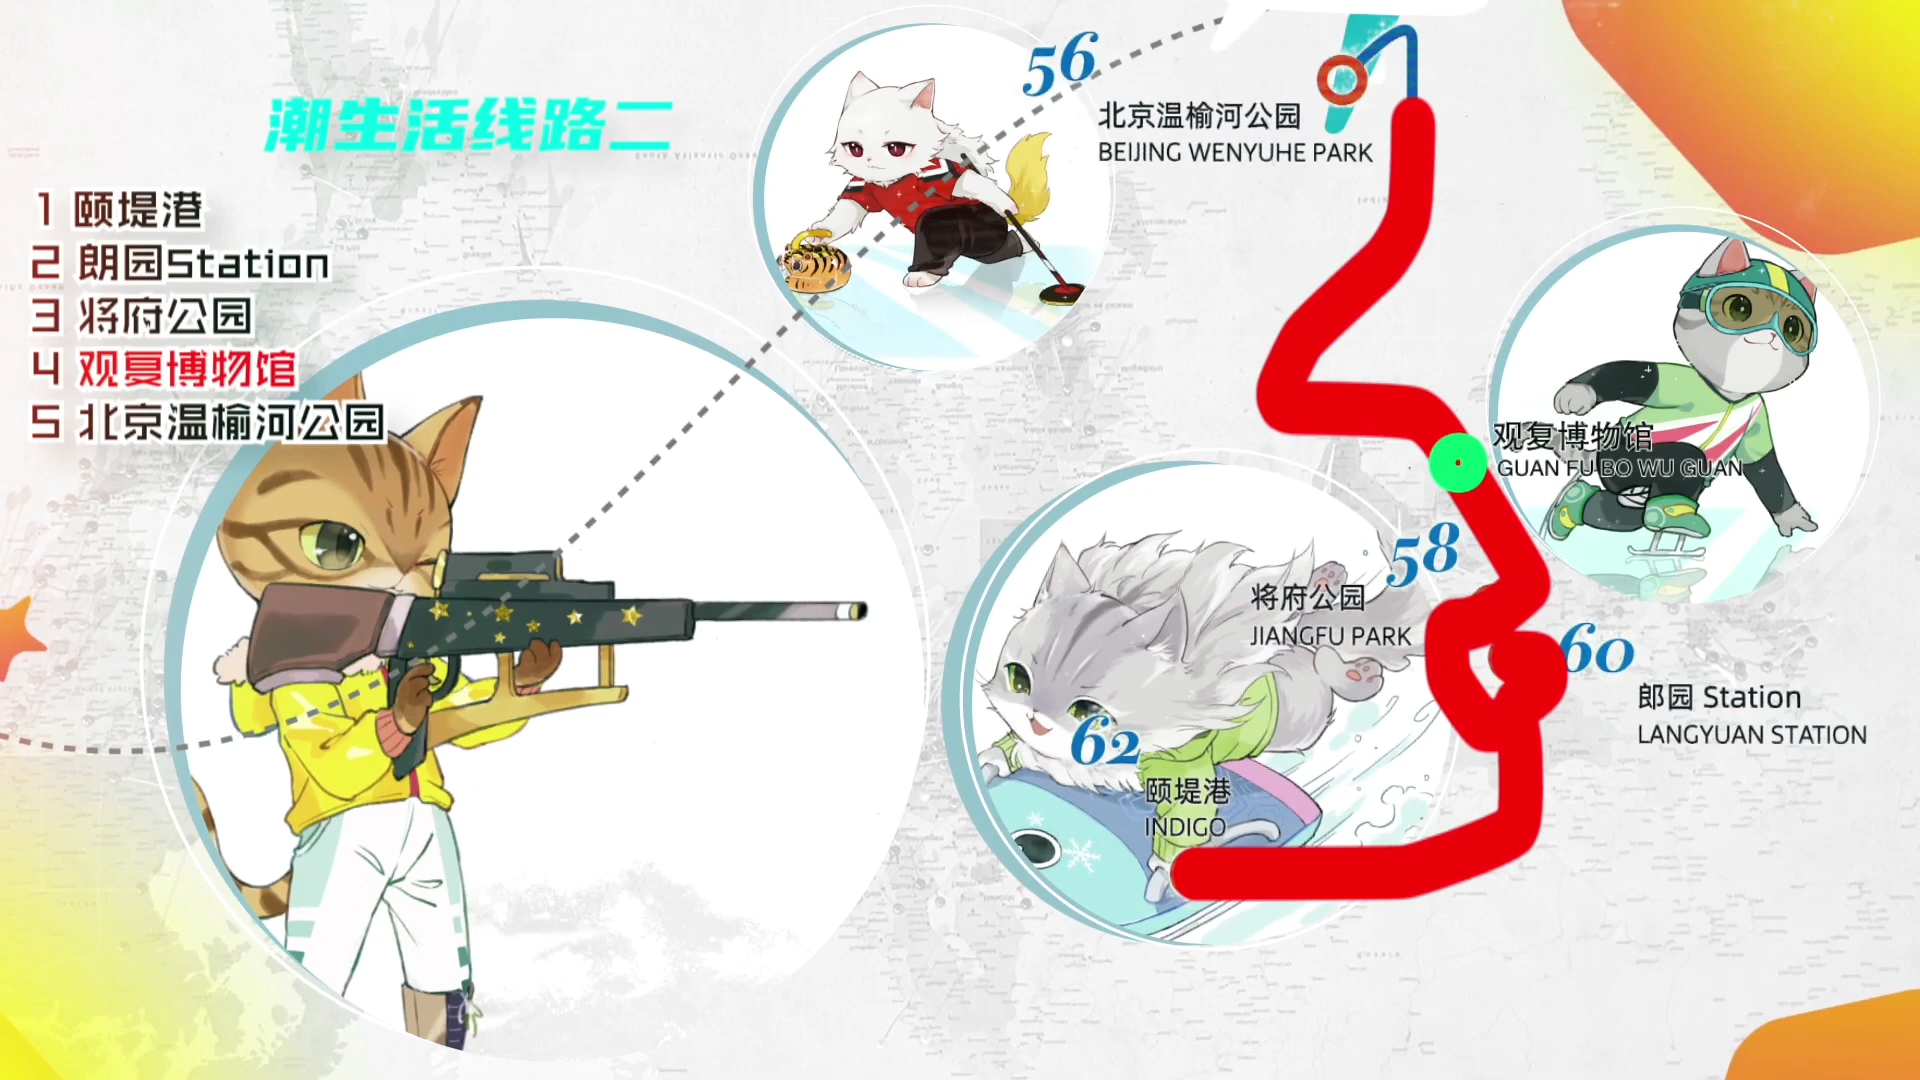 潮生活线路二
1 颐堤港
2 朗园Station
3 将府公园
4 观复博物馆
5 北京温榆河公园
56
北京温榆河公园
BEIJING WENYUHE PARK
观复博物馆
GUAN FU BO WU GUAN
58
将府公园
JIANGFU PARK
60
郎园 Station
LANGYUAN STATION
62
颐堤港
INDIGO